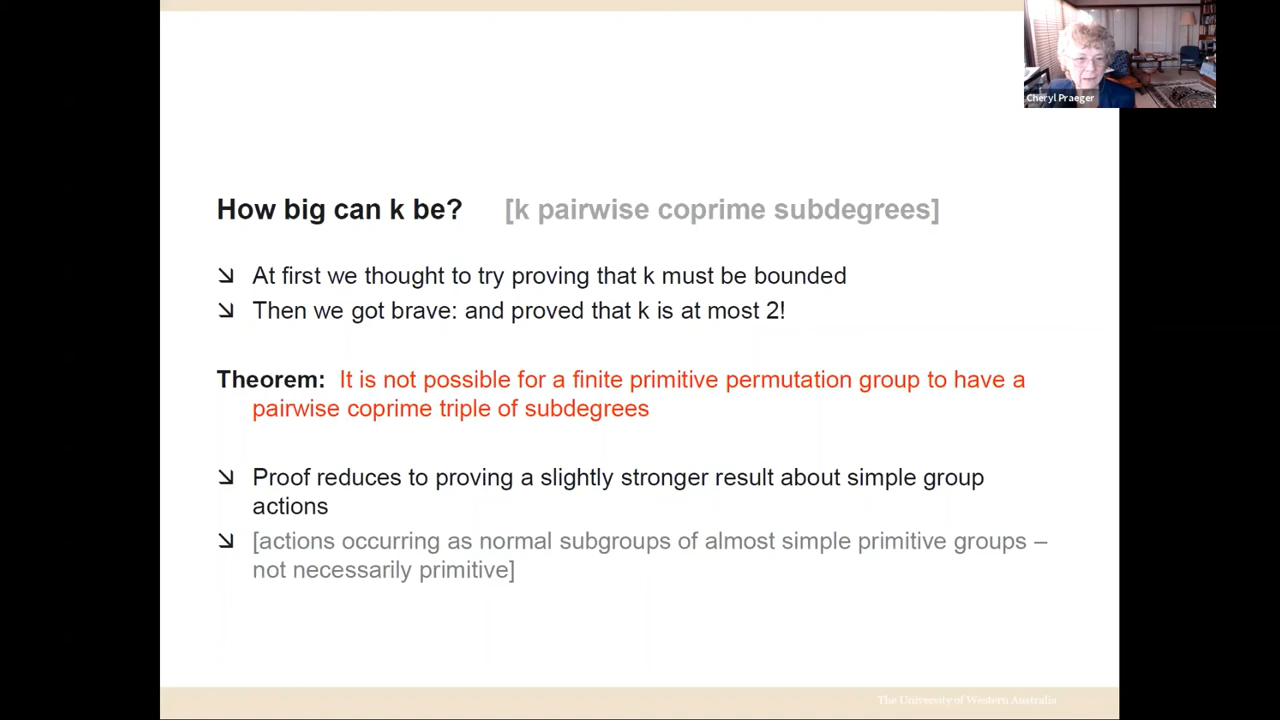 Cheryl Praeger
How big can k be? [k pairwise coprime subdegrees]
At first we thought to try proving that k must be bounded
Then we got brave: and proved that k is at most 2!
Theorem: It is not possible for a finite primitive permutation group to have a
pairwise coprime triple of subdegrees
Proof reduces to proving a slightly stronger result about simple group
actions
[actions occurring as normal subgroups of almost simple primitive groups –
not necessarily primitive]
The University of Western Australia